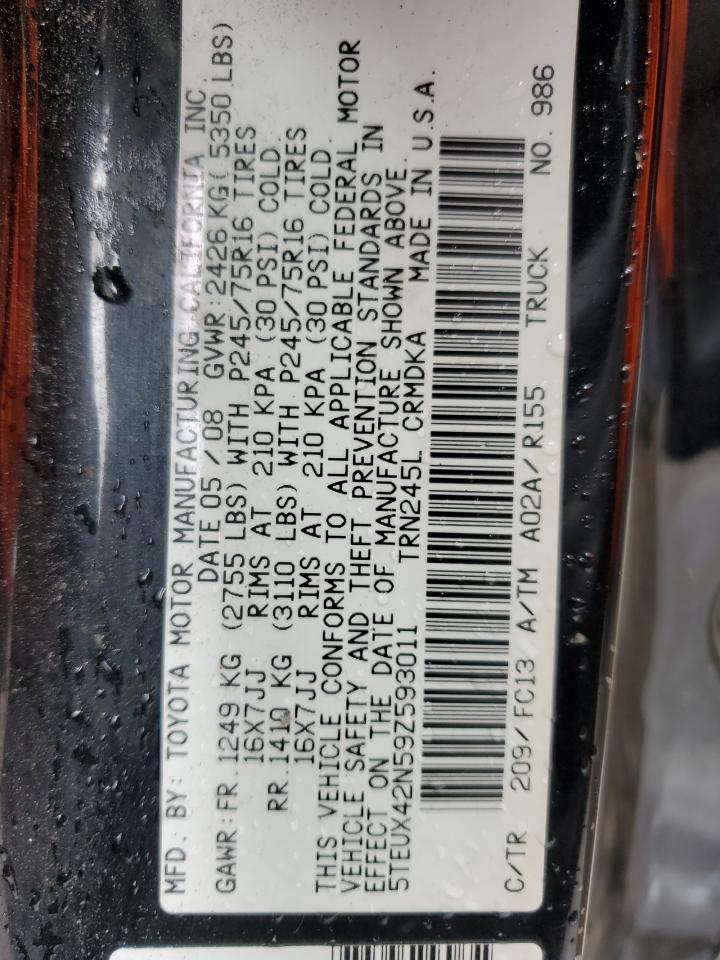 MFD. BY: TOYOTA MOTOR MANUFACTURING CALIFORNIA INC
DATE 05 / 08 GVWR: 2426 KG( 5350 LBS)
GAWR: FR. 1249 KG (2755 LBS) WITH P245/75R16 TIRES
16X7JJ RIMS AT 210 KPA (30 PSI) COLD.
RR. 1410 KG (3110 LBS) WITH P245/75R16 TIRES
16X7JJ RIMS AT 210 KPA (30 PSI) COLD.
THIS VEHICLE CONFORMS TO ALL APPLICABLE FEDERAL MOTOR
VEHICLE SAFETY AND THEFT PREVENTION STANDARDS IN
EFFECT ON THE DATE OF MANUFACTURE SHOWN ABOVE.
5TEUX42N59Z593011 TRN245L CRMDKA MADE IN U.S.A.
C/TR 209/ FC13 A/TM A02A/ R155 TRUCK NO. 986